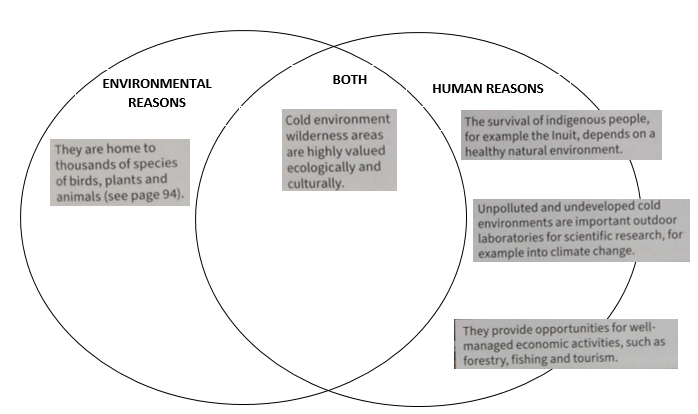 ENVIRONMENTAL
REASONS
BOTH
HUMAN REASONS
They are home to
thousands of species
of birds, plants and
animals (see page 94).
Cold environment
wilderness areas
are highly valued
ecologically and
culturally.
The survival of indigenous people,
for example the Inuit, depends on a
healthy natural environment.
Unpolluted and undeveloped cold
environments are important outdoor
laboratories for scientific research, for
example into climate change.
They provide opportunities for well-
managed economic activities, such as
forestry, fishing and tourism.